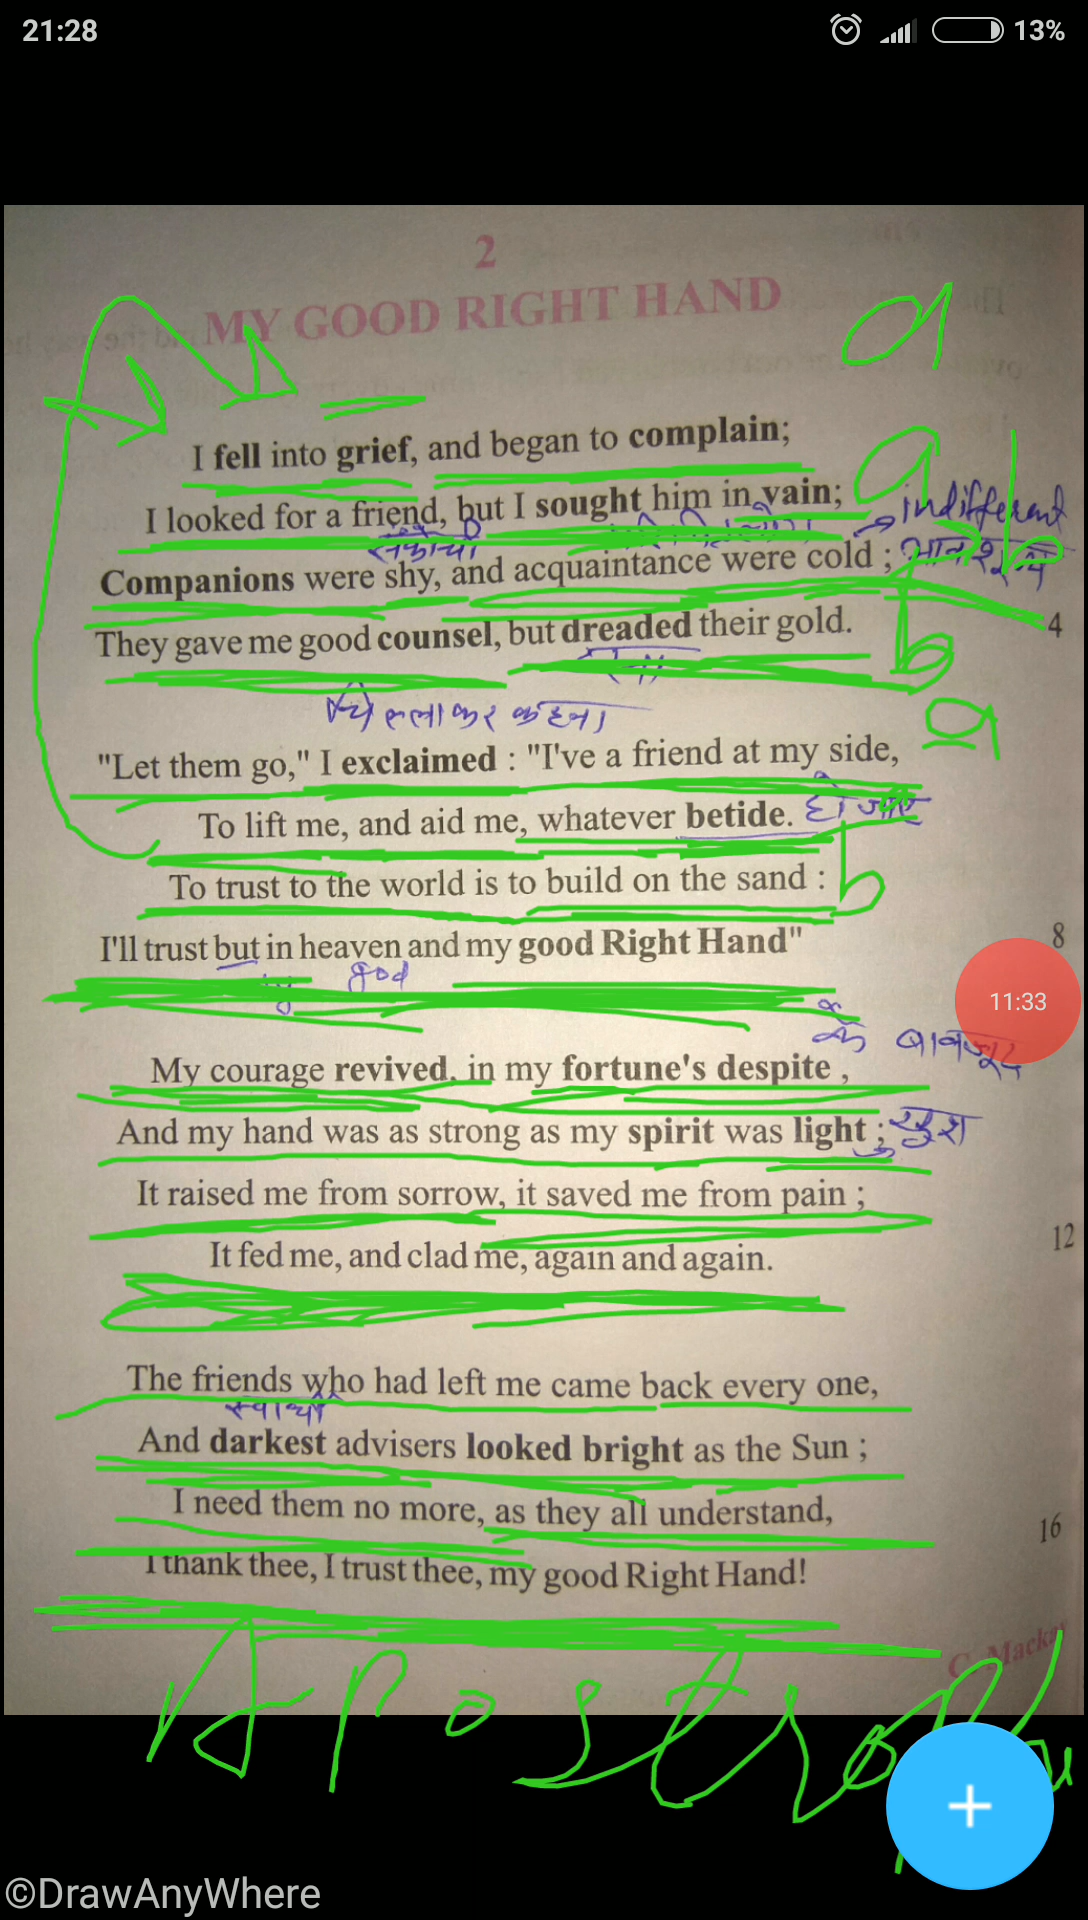 21:28
13%
2
MY GOOD RIGHT HAND
a
I fell into grief, and began to complain;
I looked for a friend, but I sought him in vain;
a
indifferent
Companions were shy, and acquaintance were cold ;
b
They gave me good counsel, but dreaded their gold.
4
b
a
"Let them go," I exclaimed : "I've a friend at my side,
To lift me, and aid me, whatever betide.
हो जाए
To trust to the world is to build on the sand :
b
I'll trust but in heaven and my good Right Hand"
8
god
11:33
के बावजूद
My courage revived, in my fortune's despite ,
And my hand was as strong as my spirit was light ;
खुश
It raised me from sorrow, it saved me from pain ;
12
It fed me, and clad me, again and again.
The friends who had left me came back every one,
स्वार्थी
And darkest advisers looked bright as the Sun ;
I need them no more, as they all understand,
16
I thank thee, I trust thee, my good Right Hand!
C. Mackay
+
©DrawAnyWhere